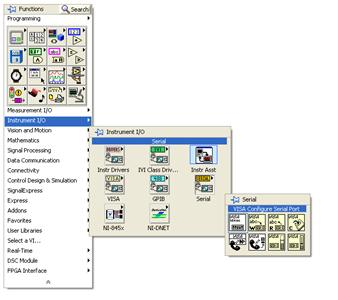 Functions
Search
Programming
Measurement I/O
Instrument I/O
Vision and Motion
Mathematics
Signal Processing
Data Communication
Connectivity
Control Design & Simulation
SignalExpress
Express
Addons
Favorites
User Libraries
Select a VI...
Real-Time
DSC Module
FPGA Interface
Instrument I/O
Serial
Instr Drivers
IVI Class Driv...
Instr Asst
VISA
GPIB
Serial
NI-845x
NI-DNET
Serial
VISA Configure Serial Port